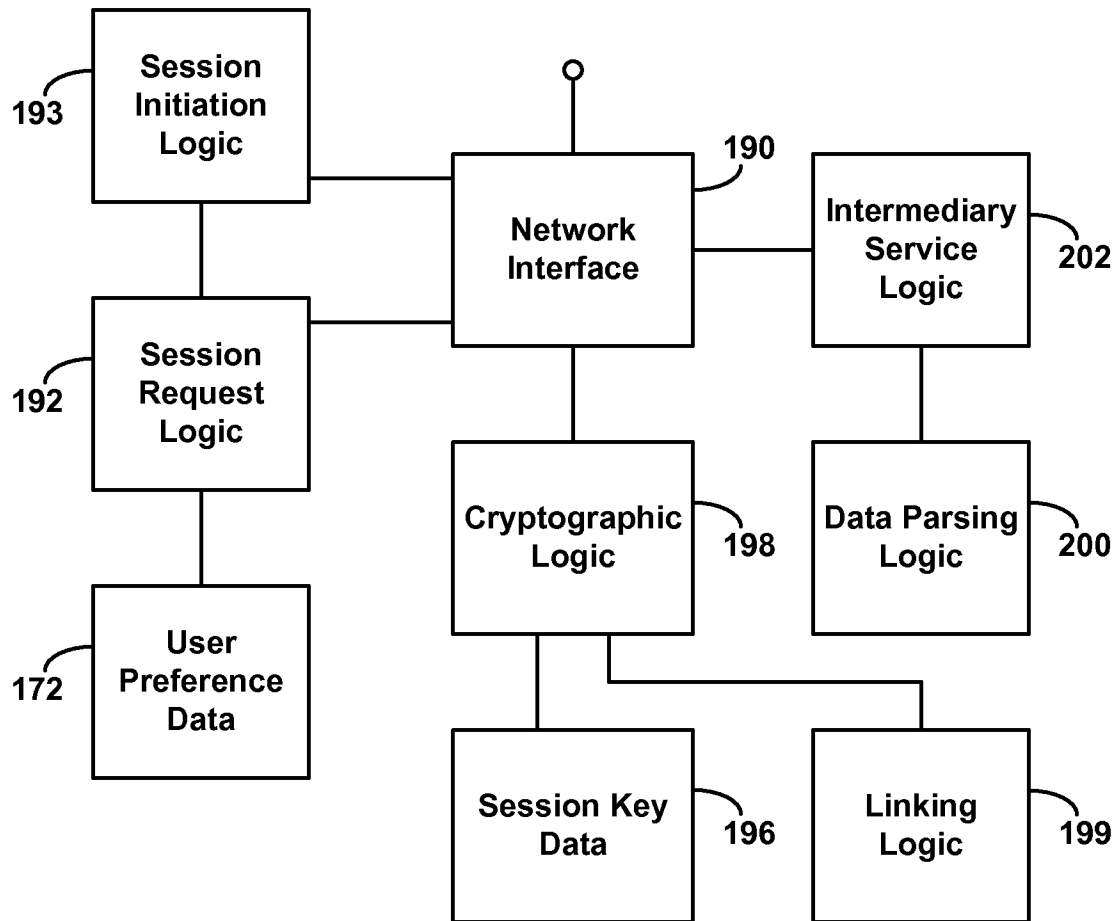 Session
Initiation
Logic
193
Network
Interface
190
Intermediary
Service
Logic
202
Session
Request
Logic
192
Cryptographic
Logic
198
Data Parsing
Logic
200
User
Preference
Data
172
Session Key
Data
196
Linking
Logic
199